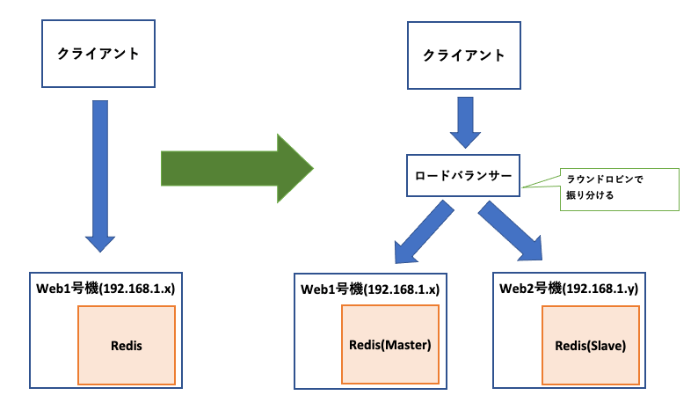 クライアント
Web1号機(192.168.1.x)
Redis
クライアント
ロードバランサー
ラウンドロビンで
振り分ける
Web1号機(192.168.1.x)
Redis(Master)
Web2号機(192.168.1.y)
Redis(Slave)